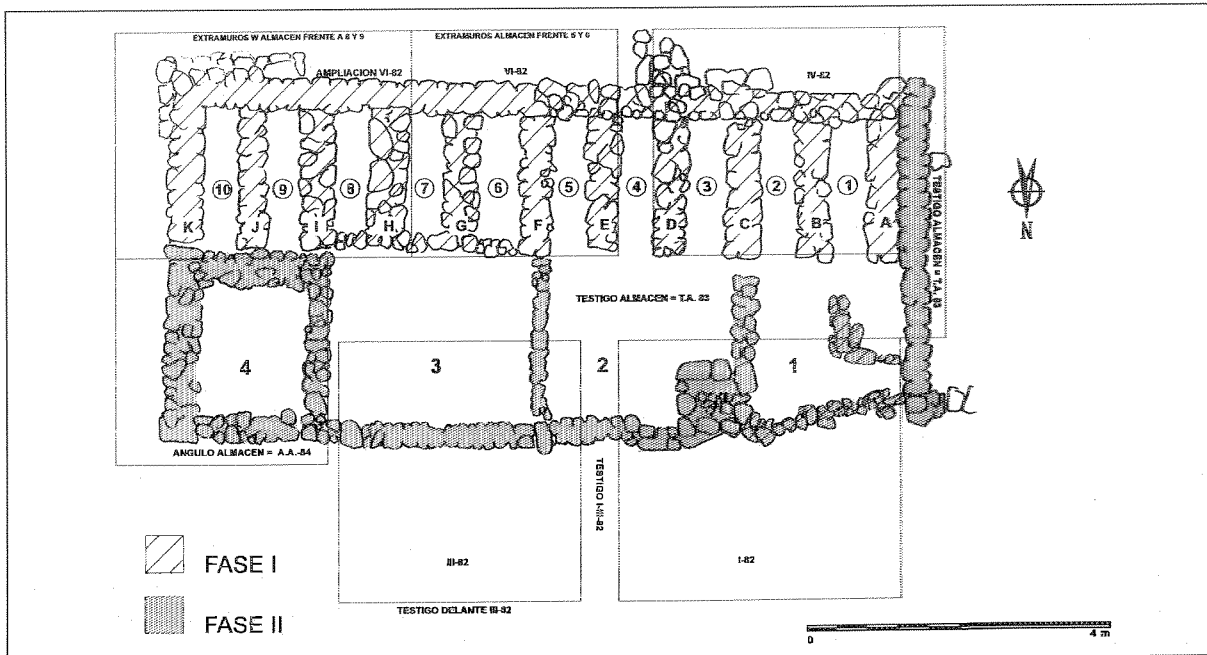 EXTRAMUROS W ALMACEN FRENTE A 8 Y 9
EXTRAMUROS ALMACEN FRENTE 5 Y 6
AMPLIACION VI-82
VI-82
IV-82
10
9
8
7
6
5
4
3
2
1
K
J
I
H
G
F
E
D
C
B
A
TESTIGO ALMACEN = T.A. 83
N
TESTIGO ALMACEN = T.A. 83
4
3
2
1
ANGULO ALMACEN = A.A.-84
TESTIGO I-III-82
III-82
I-82
TESTIGO DELANTE III-82
FASE I
FASE II
0
4 m